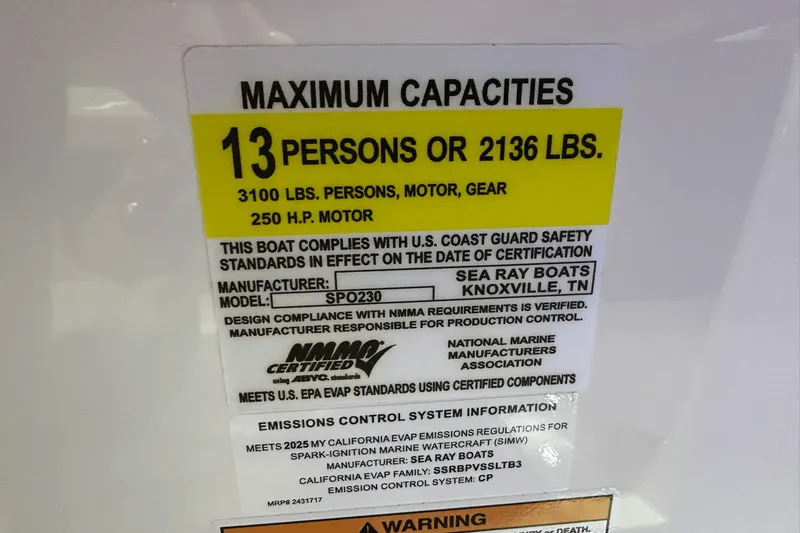 MAXIMUM CAPACITIES
13 PERSONS OR 2136 LBS.
3100 LBS. PERSONS, MOTOR, GEAR
250 H.P. MOTOR
THIS BOAT COMPLIES WITH U.S. COAST GUARD SAFETY
STANDARDS IN EFFECT ON THE DATE OF CERTIFICATION
MANUFACTURER: SEA RAY BOATS
KNOXVILLE, TN
MODEL: SPO230
DESIGN COMPLIANCE WITH NMMA REQUIREMENTS IS VERIFIED.
MANUFACTURER RESPONSIBLE FOR PRODUCTION CONTROL.
NMMA
CERTIFIED
using ABYC. standards
NATIONAL MARINE
MANUFACTURERS
ASSOCIATION
MEETS U.S. EPA EVAP STANDARDS USING CERTIFIED COMPONENTS
EMISSIONS CONTROL SYSTEM INFORMATION
MEETS 2025 MY CALIFORNIA EVAP EMISSIONS REGULATIONS FOR
SPARK-IGNITION MARINE WATERCRAFT (SIMW)
MANUFACTURER: SEA RAY BOATS
CALIFORNIA EVAP FAMILY: SSRBPVSSLTB3
EMISSION CONTROL SYSTEM: CP
MRP# 2431717
WARNING
or DEATH.